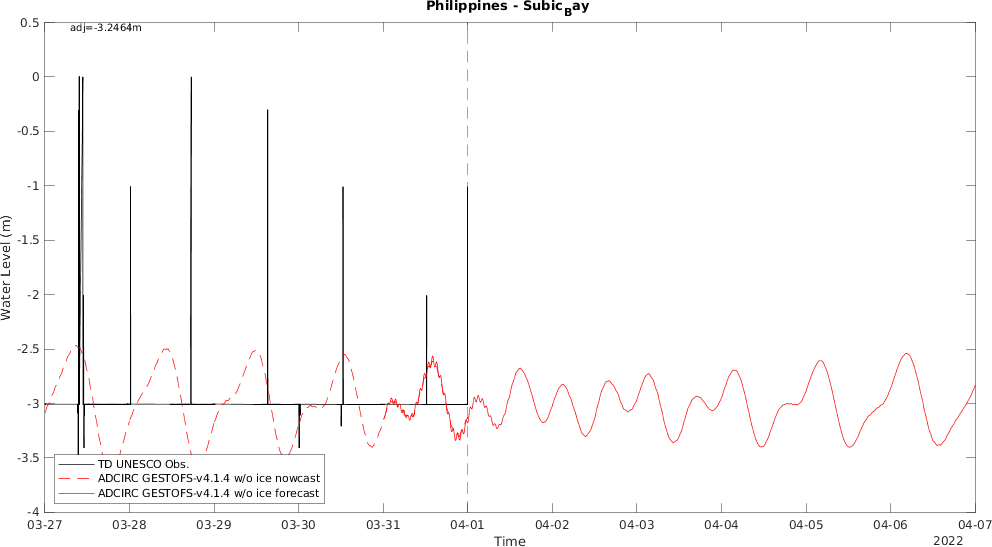 Philippines - Subic_Bay
adj=-3.2464m
0.5
0
-0.5
-1
-1.5
-2
-2.5
-3
-3.5
-4
Water Level (m)
TD UNESCO Obs.
ADCIRC GESTOFS-v4.1.4 w/o ice nowcast
ADCIRC GESTOFS-v4.1.4 w/o ice forecast
03-27 03-28 03-29 03-30 03-31 04-01 04-02 04-03 04-04 04-05 04-06 04-07
Time
2022